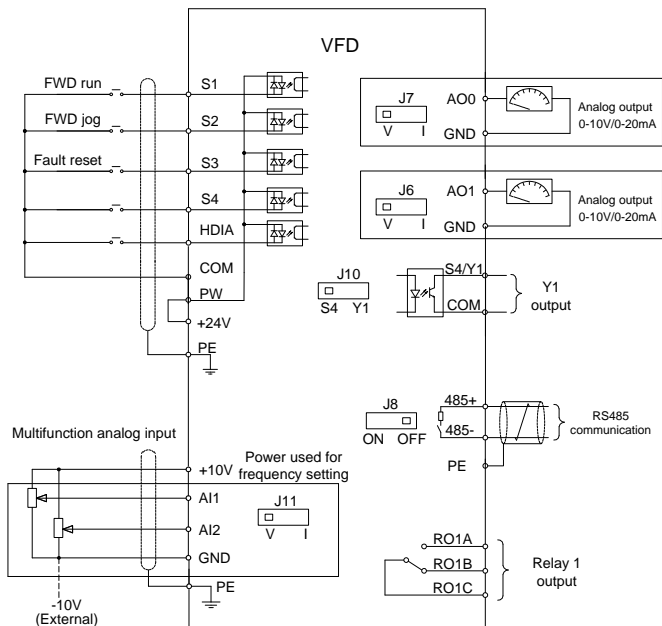 VFD
FWD run
S1
FWD jog
S2
Fault reset
S3
S4
HDIA
COM
PW
+24V
PE
J7
V I
AO0
GND
Analog output
0-10V/0-20mA
J6
V I
AO1
GND
Analog output
0-10V/0-20mA
J10
S4 Y1
S4/Y1
COM
Y1
output
J8
ON OFF
485+
485-
PE
RS485
communication
Multifunction analog input
+10V
Power used for
frequency setting
AI1
AI2
GND
J11
V I
PE
-10V
(External)
RO1A
RO1B
RO1C
Relay 1
output